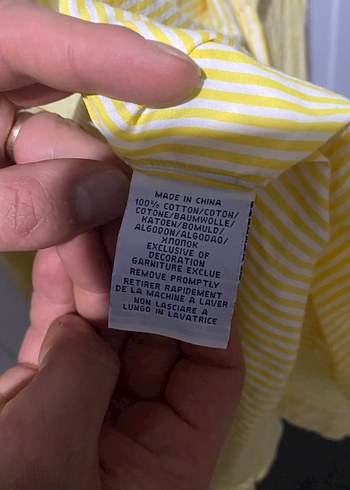 MADE IN CHINA
100% COTTON/COTON/
COTONE/BAUMWOLLE/
KATOEN/BOMULD/
ALGODON/ALGODAO/
ХЛОПОК
EXCLUSIVE OF
DECORATION
GARNITURE EXCLUE
REMOVE PROMPTLY
RETIRER RAPIDEMENT
DE LA MACHINE A LAVER
NON LASCIARE A
LUNGO IN LAVATRICE